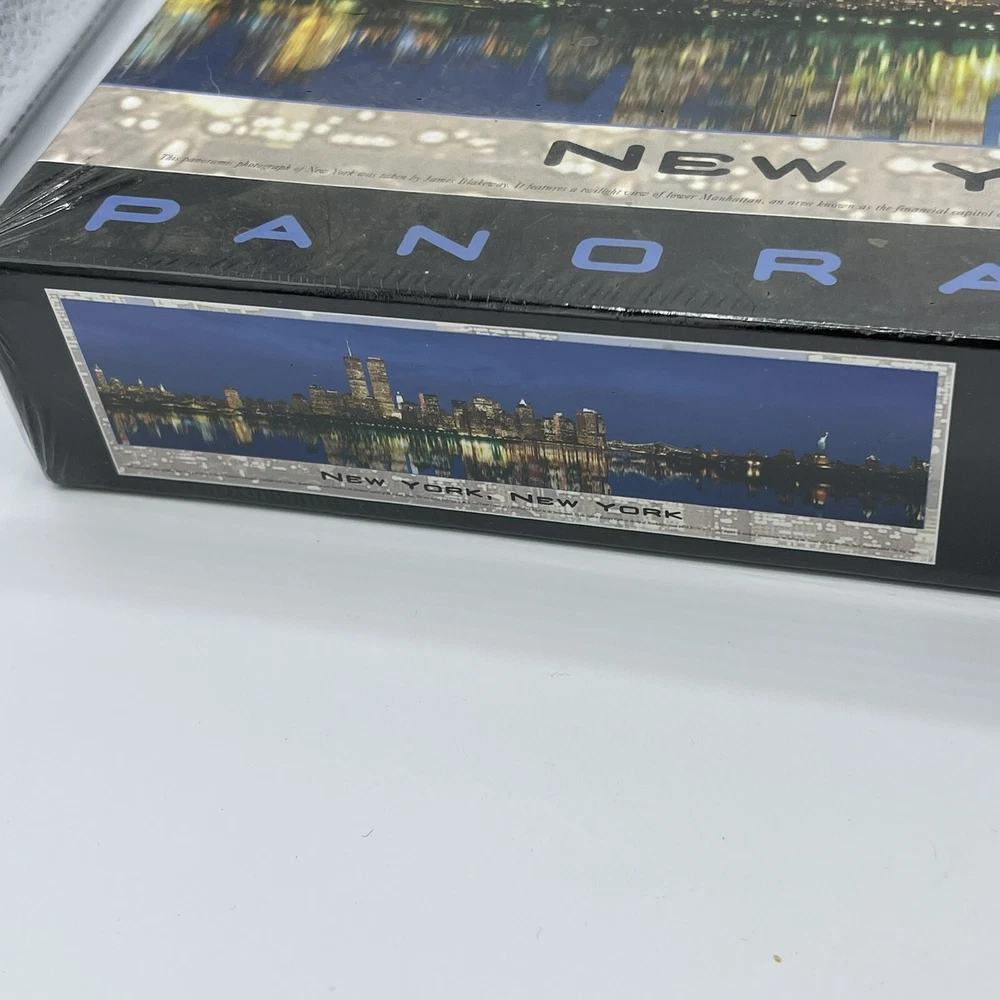 NEW Y
This panoramic photograph of New York was taken by James Blakeway. It features a twilight view of lower Manhattan, an area known as the financial capital
PANORA
NEW YORK, NEW YORK